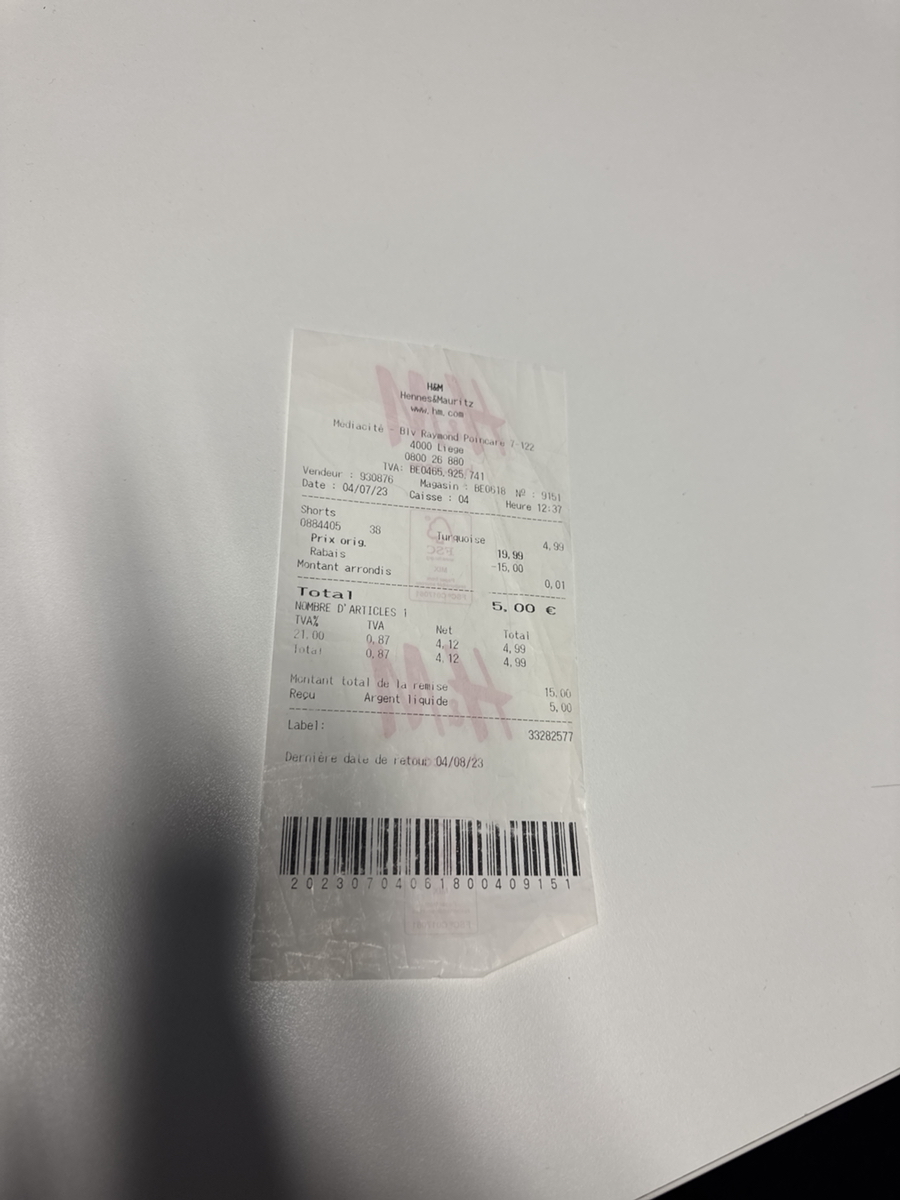 H&M
Hennes&Mauritz
www.hm.com
Mediacité - Blv Raymond Poincare 7-122
4000 Liege
0800 26 880
TVA: BE0465.925.741
Vendeur : 930876 Magasin : BE0618 Nº : 9151
Date : 04/07/23 Caisse : 04 Heure 12:37
Shorts
0884405 38 Turquoise 4,99
Prix orig. 19,99
Rabais -15,00
Montant arrondis 0,01
Total 5,00 €
NOMBRE D'ARTICLES 1
TVA% TVA Net Total
21,00 0,87 4,12 4,99
Total 0,87 4,12 4,99
Montant total de la remise 15,00
Reçu Argent liquide 5,00
Label: 33282577
Dernière date de retour 04/08/23
20230704061800409151